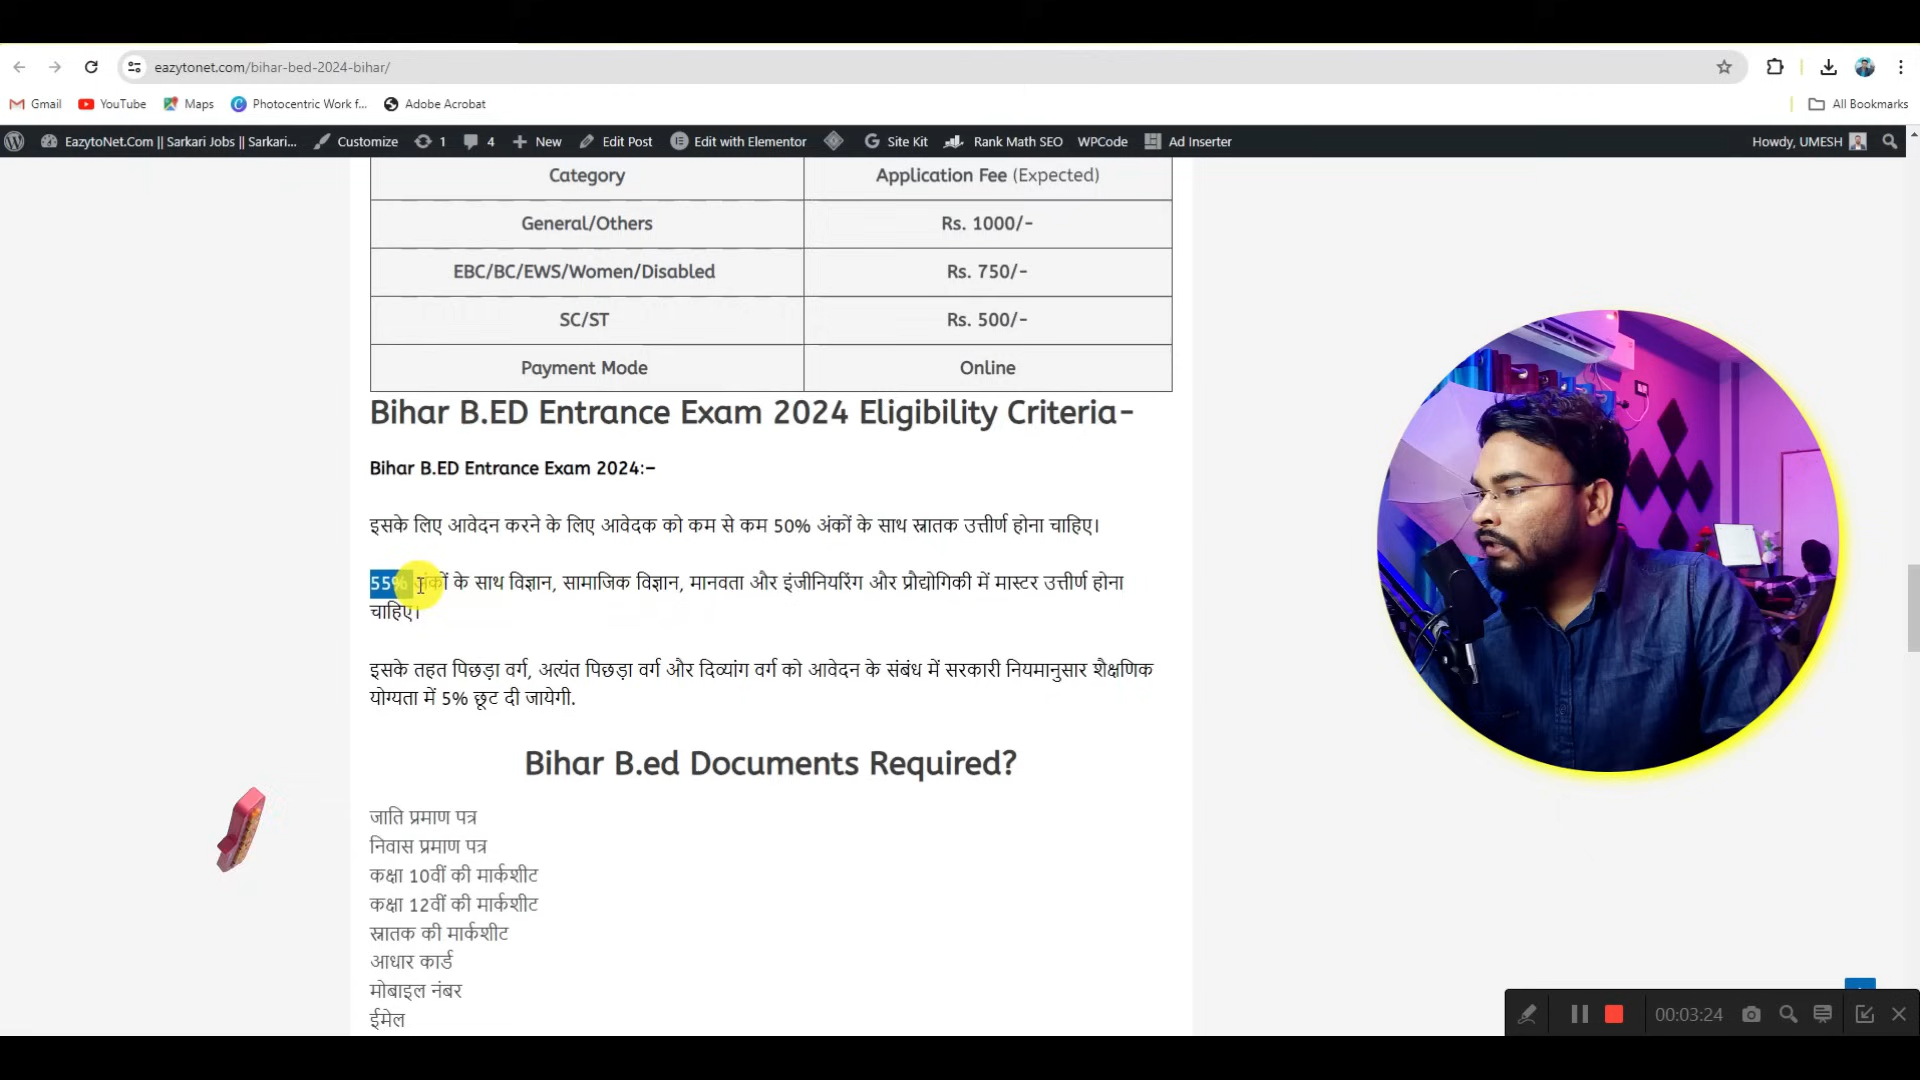 eazytonet.com/bihar-bed-2024-bihar/
Gmail YouTube Maps Photocentric Work f... Adobe Acrobat All Bookmarks
EazytoNet.Com || Sarkari Jobs || Sarkari... Customize 1 4 New Edit Post Edit with Elementor Site Kit Rank Math SEO WPCode Ad Inserter Howdy, UMESH
Category Application Fee (Expected)
General/Others Rs. 1000/-
EBC/BC/EWS/Women/Disabled Rs. 750/-
SC/ST Rs. 500/-
Payment Mode Online
Bihar B.ED Entrance Exam 2024 Eligibility Criteria-
Bihar B.ED Entrance Exam 2024:–
इसके लिए आवेदन करने के लिए आवेदक को कम से कम 50% अंकों के साथ स्नातक उत्तीर्ण होना चाहिए।
55% अंकों के साथ विज्ञान, सामाजिक विज्ञान, मानवता और इंजीनियरिंग और प्रौद्योगिकी में मास्टर उत्तीर्ण होना
चाहिए।
इसके तहत पिछड़ा वर्ग, अत्यंत पिछड़ा वर्ग और दिव्यांग वर्ग को आवेदन के संबंध में सरकारी नियमानुसार शैक्षणिक
योग्यता में 5% छूट दी जायेगी.
Bihar B.ed Documents Required?
जाति प्रमाण पत्र
निवास प्रमाण पत्र
कक्षा 10वीं की मार्कशीट
कक्षा 12वीं की मार्कशीट
स्नातक की मार्कशीट
आधार कार्ड
मोबाइल नंबर
ईमेल
00:03:24